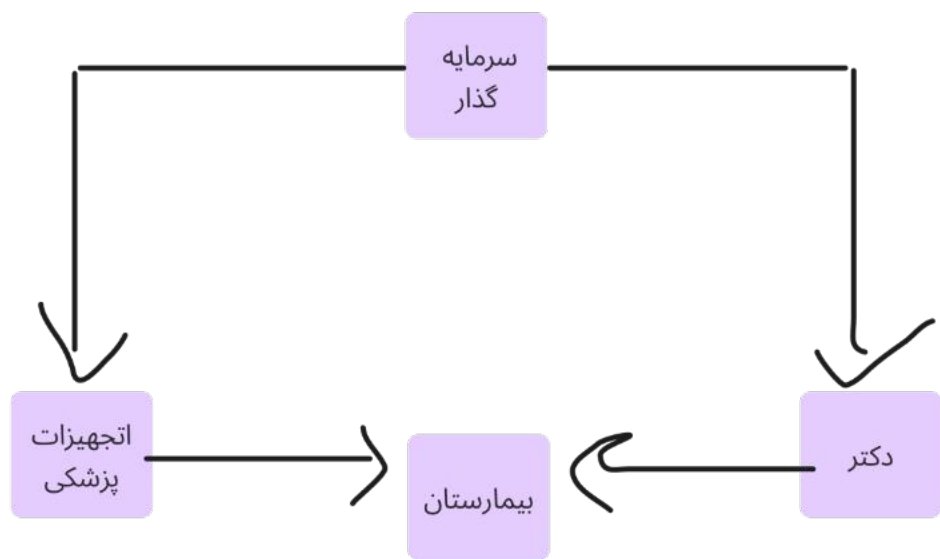 سرمایه
گذار
اتجهیزات
پزشکی
بیمارستان
دکتر